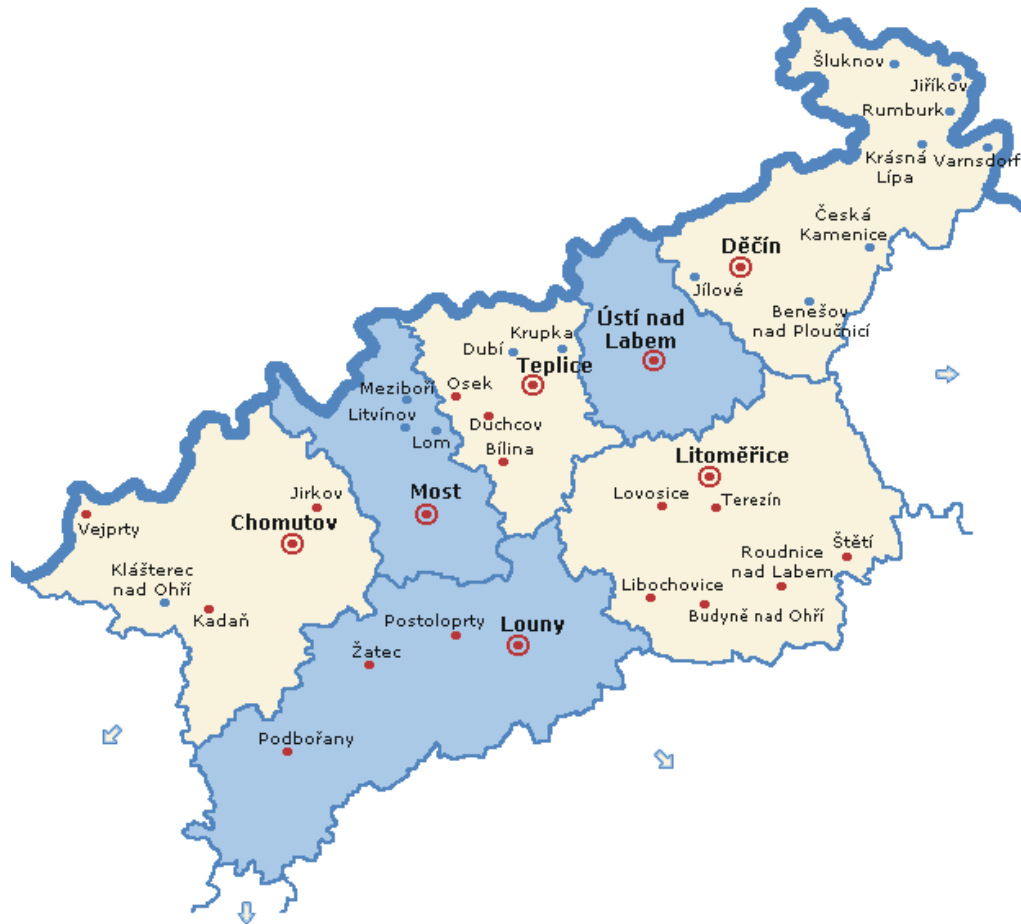 Šluknov
Jiříkov
Rumburk
Krásná
Lípa
Varnsdorf
Česká
Kamenice
Děčín
Jílové
Benešov
nad Ploučnicí
Ústí nad
Labem
Krupka
Dubí
Teplice
Osek
Meziboří
Litvínov
Lom
Duchcov
Bílina
Litoměřice
Lovosice
Terezín
Most
Jirkov
Chomutov
Vejprty
Klášterec
nad Ohří
Kadaň
Štětí
Roudnice
nad Labem
Libochovice
Budyně nad Ohří
Postoloprty
Louny
Žatec
Podbořany